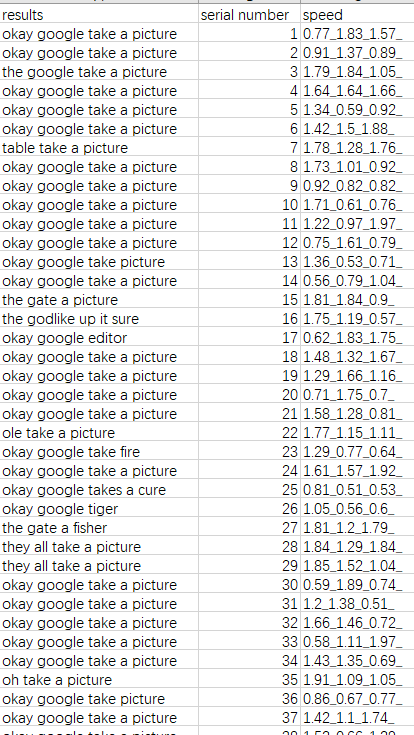 results serial number speed
okay google take a picture 1 0.77_1.83_1.57_
okay google take a picture 2 0.91_1.37_0.89_
the google take a picture 3 1.79_1.84_1.05_
okay google take a picture 4 1.64_1.64_1.66_
okay google take a picture 5 1.34_0.59_0.92_
okay google take a picture 6 1.42_1.5_1.88_
table take a picture 7 1.78_1.28_1.76_
okay google take a picture 8 1.73_1.01_0.92_
okay google take a picture 9 0.92_0.82_0.82_
okay google take a picture 10 1.71_0.61_0.76_
okay google take a picture 11 1.22_0.97_1.97_
okay google take a picture 12 0.75_1.61_0.79_
okay google take picture 13 1.36_0.53_0.71_
okay google take a picture 14 0.56_0.79_1.04_
the gate a picture 15 1.81_1.84_0.9_
the godlike up it sure 16 1.75_1.19_0.57_
okay google editor 17 0.62_1.83_1.75_
okay google take a picture 18 1.48_1.32_1.67_
okay google take a picture 19 1.29_1.66_1.16_
okay google take a picture 20 0.71_1.75_0.7_
okay google take a picture 21 1.58_1.28_0.81_
ole take a picture 22 1.77_1.15_1.11_
okay google take fire 23 1.29_0.77_0.64_
okay google take a picture 24 1.61_1.57_1.92_
okay google takes a cure 25 0.81_0.51_0.53_
okay google tiger 26 1.05_0.56_0.6_
the gate a fisher 27 1.81_1.2_1.79_
they all take a picture 28 1.84_1.29_1.84_
they all take a picture 29 1.85_1.52_1.04_
okay google take a picture 30 0.59_1.89_0.74_
okay google take a picture 31 1.2_1.38_0.51_
okay google take a picture 32 1.66_1.46_0.72_
okay google take a picture 33 0.58_1.11_1.97_
okay google take a picture 34 1.43_1.35_0.69_
oh take a picture 35 1.91_1.09_1.05_
okay google take picture 36 0.86_0.67_0.77_
okay google take a picture 37 1.42_1.1_1.74_